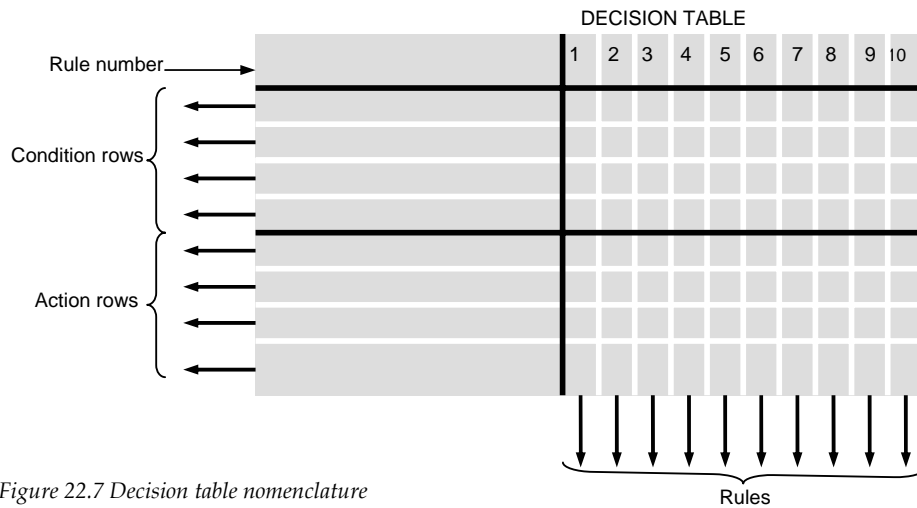 DECISION TABLE
Rule number
1 2 3 4 5 6 7 8 9 10
Condition rows
Action rows
Rules
Figure 22.7 Decision table nomenclature